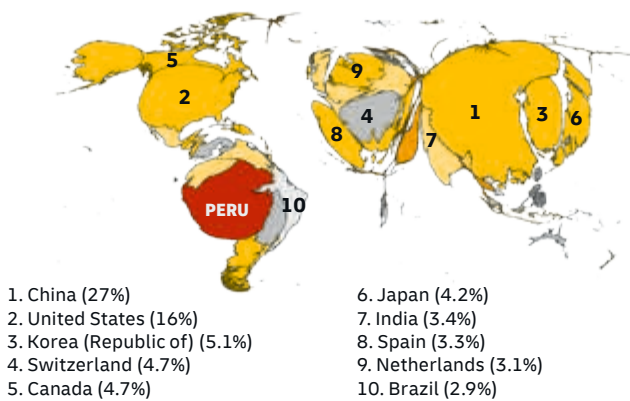 5
9
2
4
1
3
6
8
7
PERU
10
1. China (27%)
2. United States (16%)
3. Korea (Republic of) (5.1%)
4. Switzerland (4.7%)
5. Canada (4.7%)
6. Japan (4.2%)
7. India (3.4%)
8. Spain (3.3%)
9. Netherlands (3.1%)
10. Brazil (2.9%)